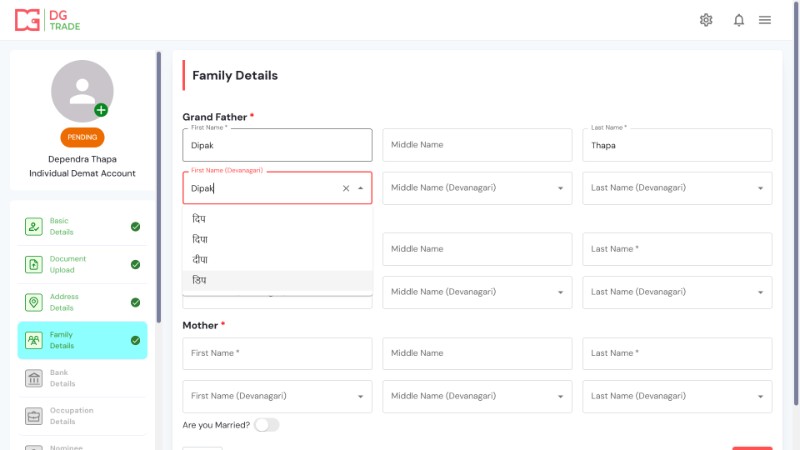 DG
TRADE
PENDING
Dependra Thapa
Individual Demat Account
Basic
Details
Document
Upload
Address
Details
Family
Details
Bank
Details
Occupation
Details
Nominee
Family Details
Grand Father *
First Name *
Dipak
Middle Name
Last Name *
Thapa
First Name (Devanagari)
Dipak
Middle Name (Devanagari)
Last Name (Devanagari)
दिप
दिपा
दीपा
डिप
Middle Name
Last Name *
Middle Name (Devanagari)
Last Name (Devanagari)
Mother *
First Name *
Middle Name
Last Name *
First Name (Devanagari)
Middle Name (Devanagari)
Last Name (Devanagari)
Are you Married?